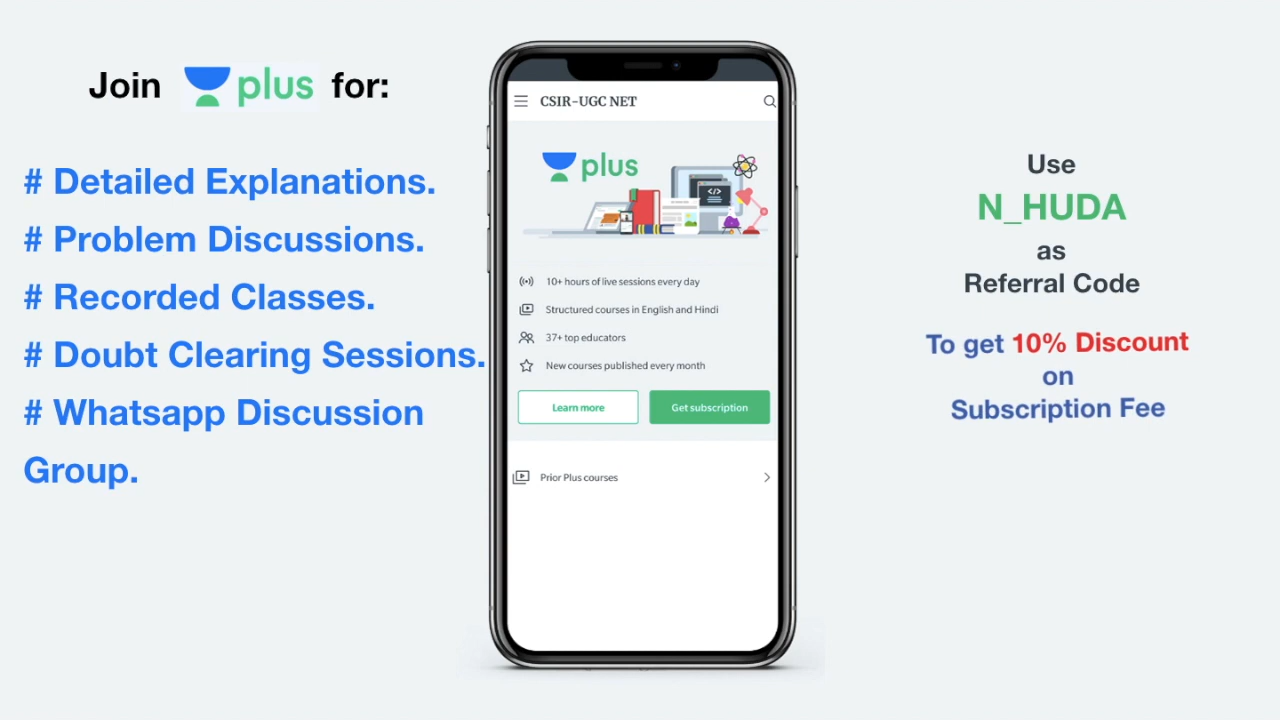 Join plus for:
# Detailed Explanations.
# Problem Discussions.
# Recorded Classes.
# Doubt Clearing Sessions.
# Whatsapp Discussion
Group.
CSIR-UGC NET
plus
</>
10+ hours of live sessions every day
Structured courses in English and Hindi
37+ top educators
New courses published every month
Learn more
Get subscription
Prior Plus courses
Use
N_HUDA
as
Referral Code
To get 10% Discount
on
Subscription Fee